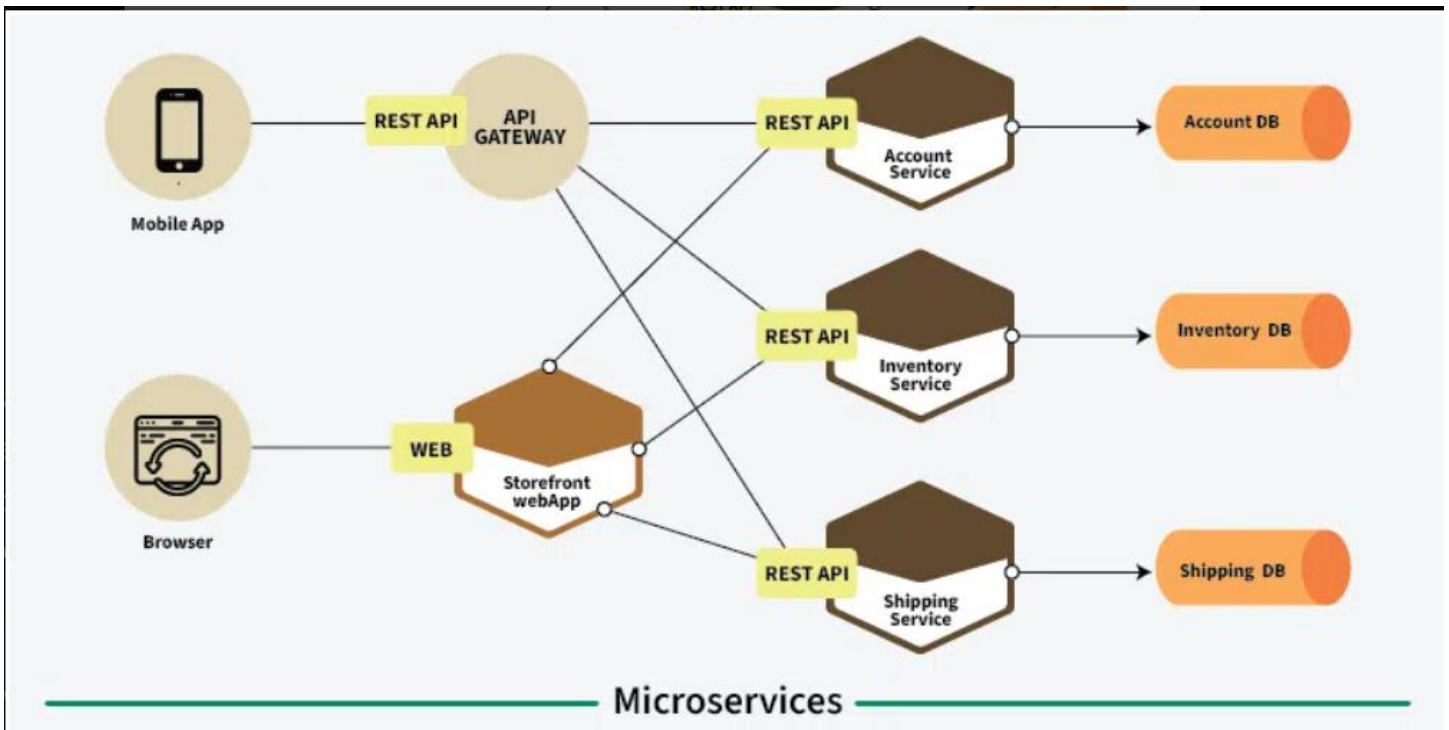 REST API
API
GATEWAY
REST API
Account
Service
Account DB
Mobile App
REST API
Inventory
Service
Inventory DB
WEB
Storefront
webApp
Browser
REST API
Shipping
Service
Shipping DB
Microservices